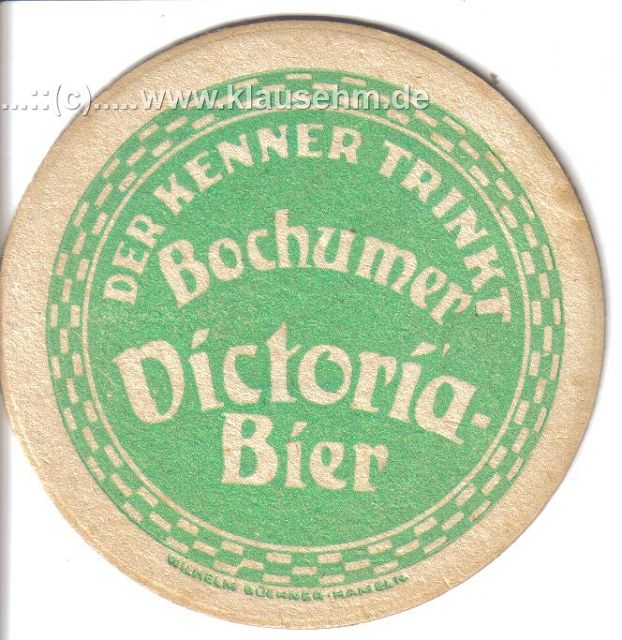 ...::(c).....www.klausehm.de
DER KENNER TRINKT
Bochumer
Victoria-
Bier
WILHELM BÜCHNER · HAMELN